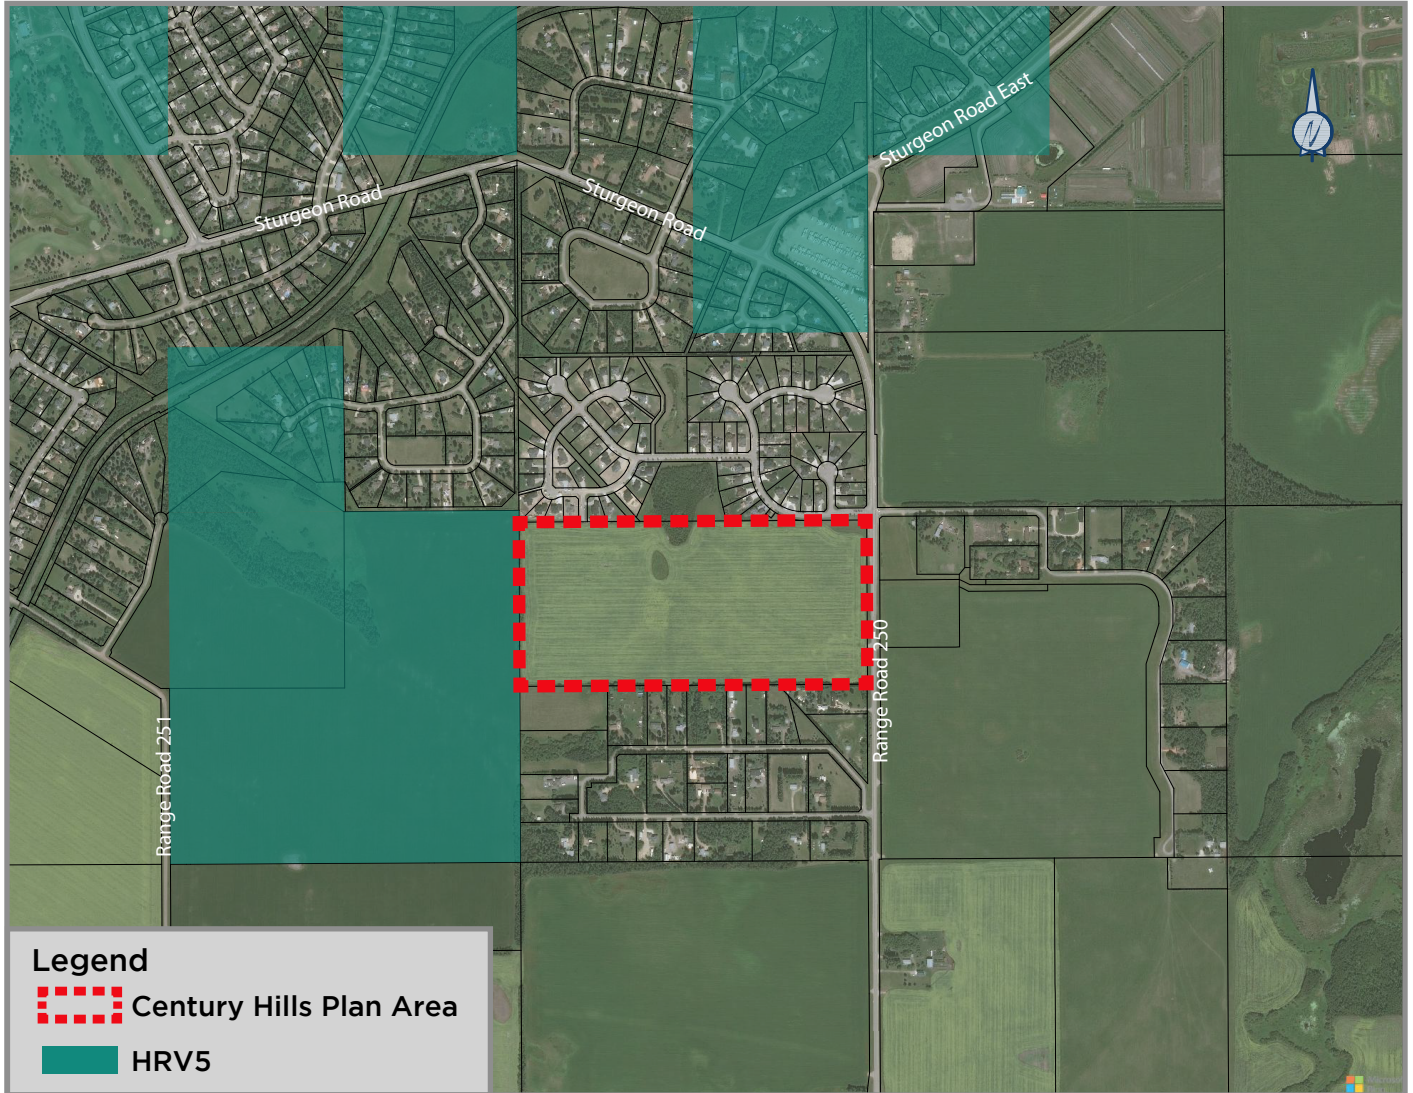 Sturgeon Road East
Sturgeon Road
Sturgeon Road
N
Range Road 250
Range Road 251
Legend
Century Hills Plan Area
HRV5